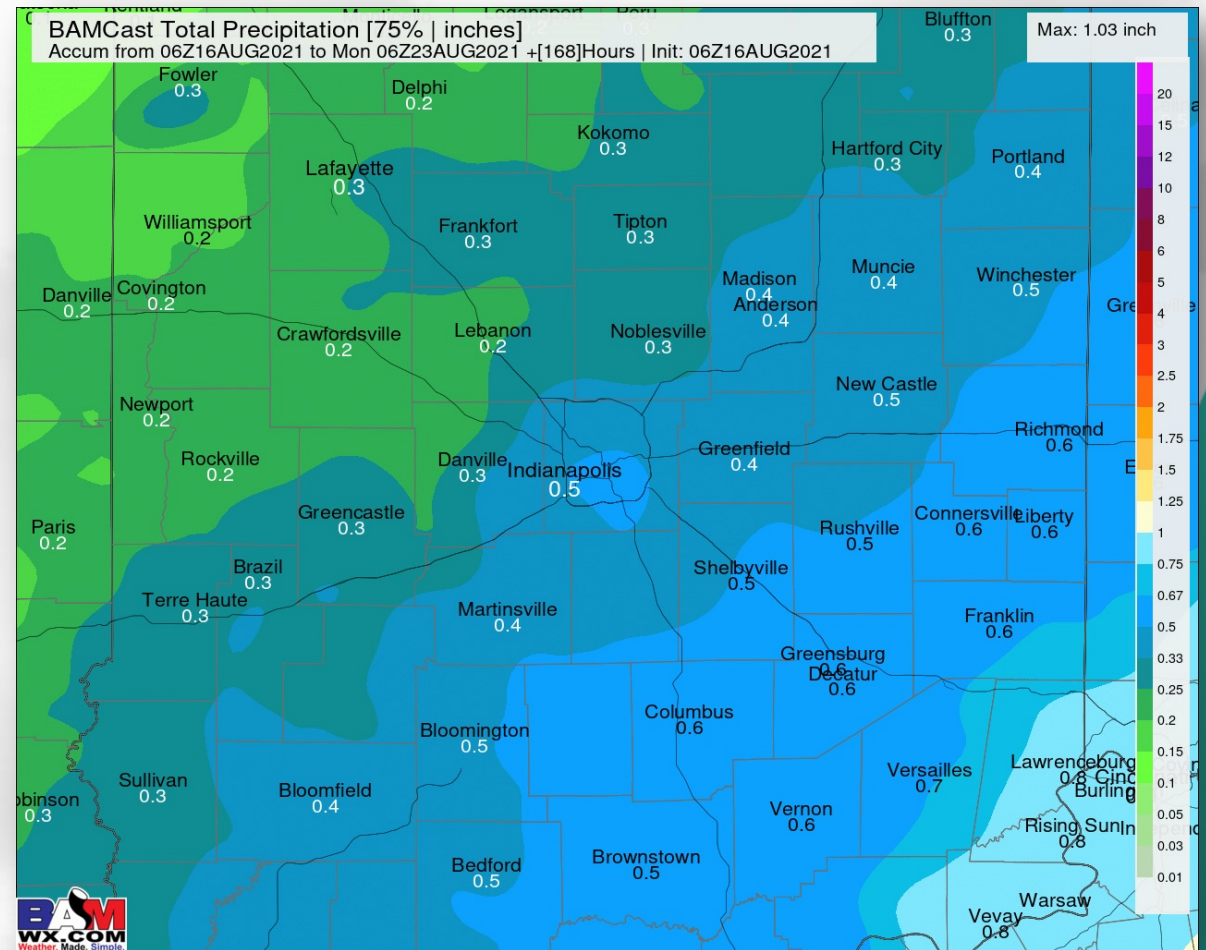 BAMCast Total Precipitation [75% | inches]
Accum from 06Z16AUG2021 to Mon 06Z23AUG2021 +[168]Hours | Init: 06Z16AUG2021
Max: 1.03 inch
Bluffton
0.3
Fowler
0.3
Delphi
0.2
Kokomo
0.3
Hartford City
0.3
Portland
0.4
Lafayette
0.3
Williamsport
0.2
Frankfort
0.3
Tipton
0.3
Madison
0.4
Anderson
0.4
Muncie
0.4
Winchester
0.5
Danville
0.2
Covington
0.2
Crawfordsville
0.2
Lebanon
0.2
Noblesville
0.3
New Castle
0.5
Newport
0.2
Richmond
0.6
Rockville
0.2
Danville
0.3
Indianapolis
0.5
Greenfield
0.4
Greencastle
0.3
Paris
0.2
Rushville
0.5
Connersville
0.6
Liberty
0.6
Brazil
0.3
Terre Haute
0.3
Shelbyville
0.5
Martinsville
0.4
Franklin
0.6
Greensburg
0.6
Decatur
0.6
Columbus
0.6
Bloomington
0.5
Sullivan
0.3
Bloomfield
0.4
obinson
0.3
Versailles
0.7
Lawrenceburg
0.8
Vernon
0.6
Rising Sun
0.8
Bedford
0.5
Brownstown
0.5
Warsaw
Vevay
0.8
20
15
12
10
8
6
5
4
3
2.5
2
1.75
1.5
1.25
1
0.75
0.67
0.5
0.33
0.25
0.2
0.15
0.1
0.05
0.03
0.01
BAM
WX.COM
Weather. Made. Simple.